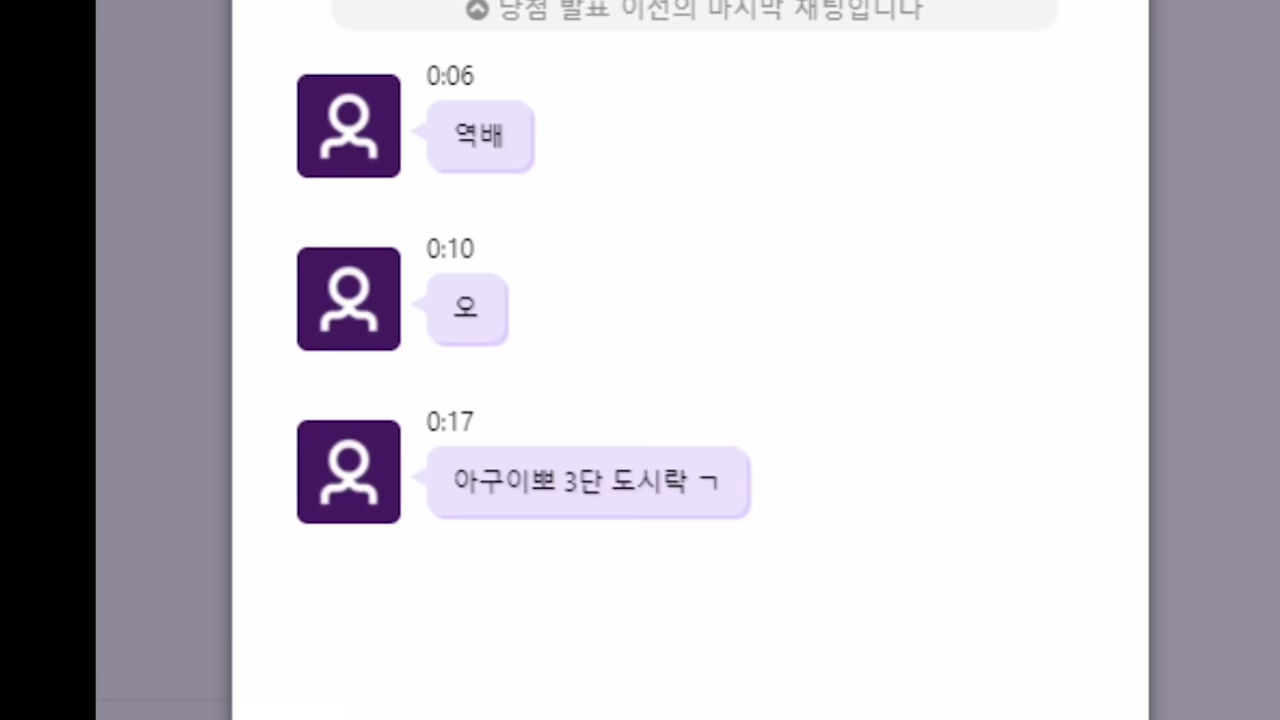 당첨 발표 이전의 마지막 채팅입니다
0:06
역배
0:10
오
0:17
아구이뽀 3단 도시락 ㄱ